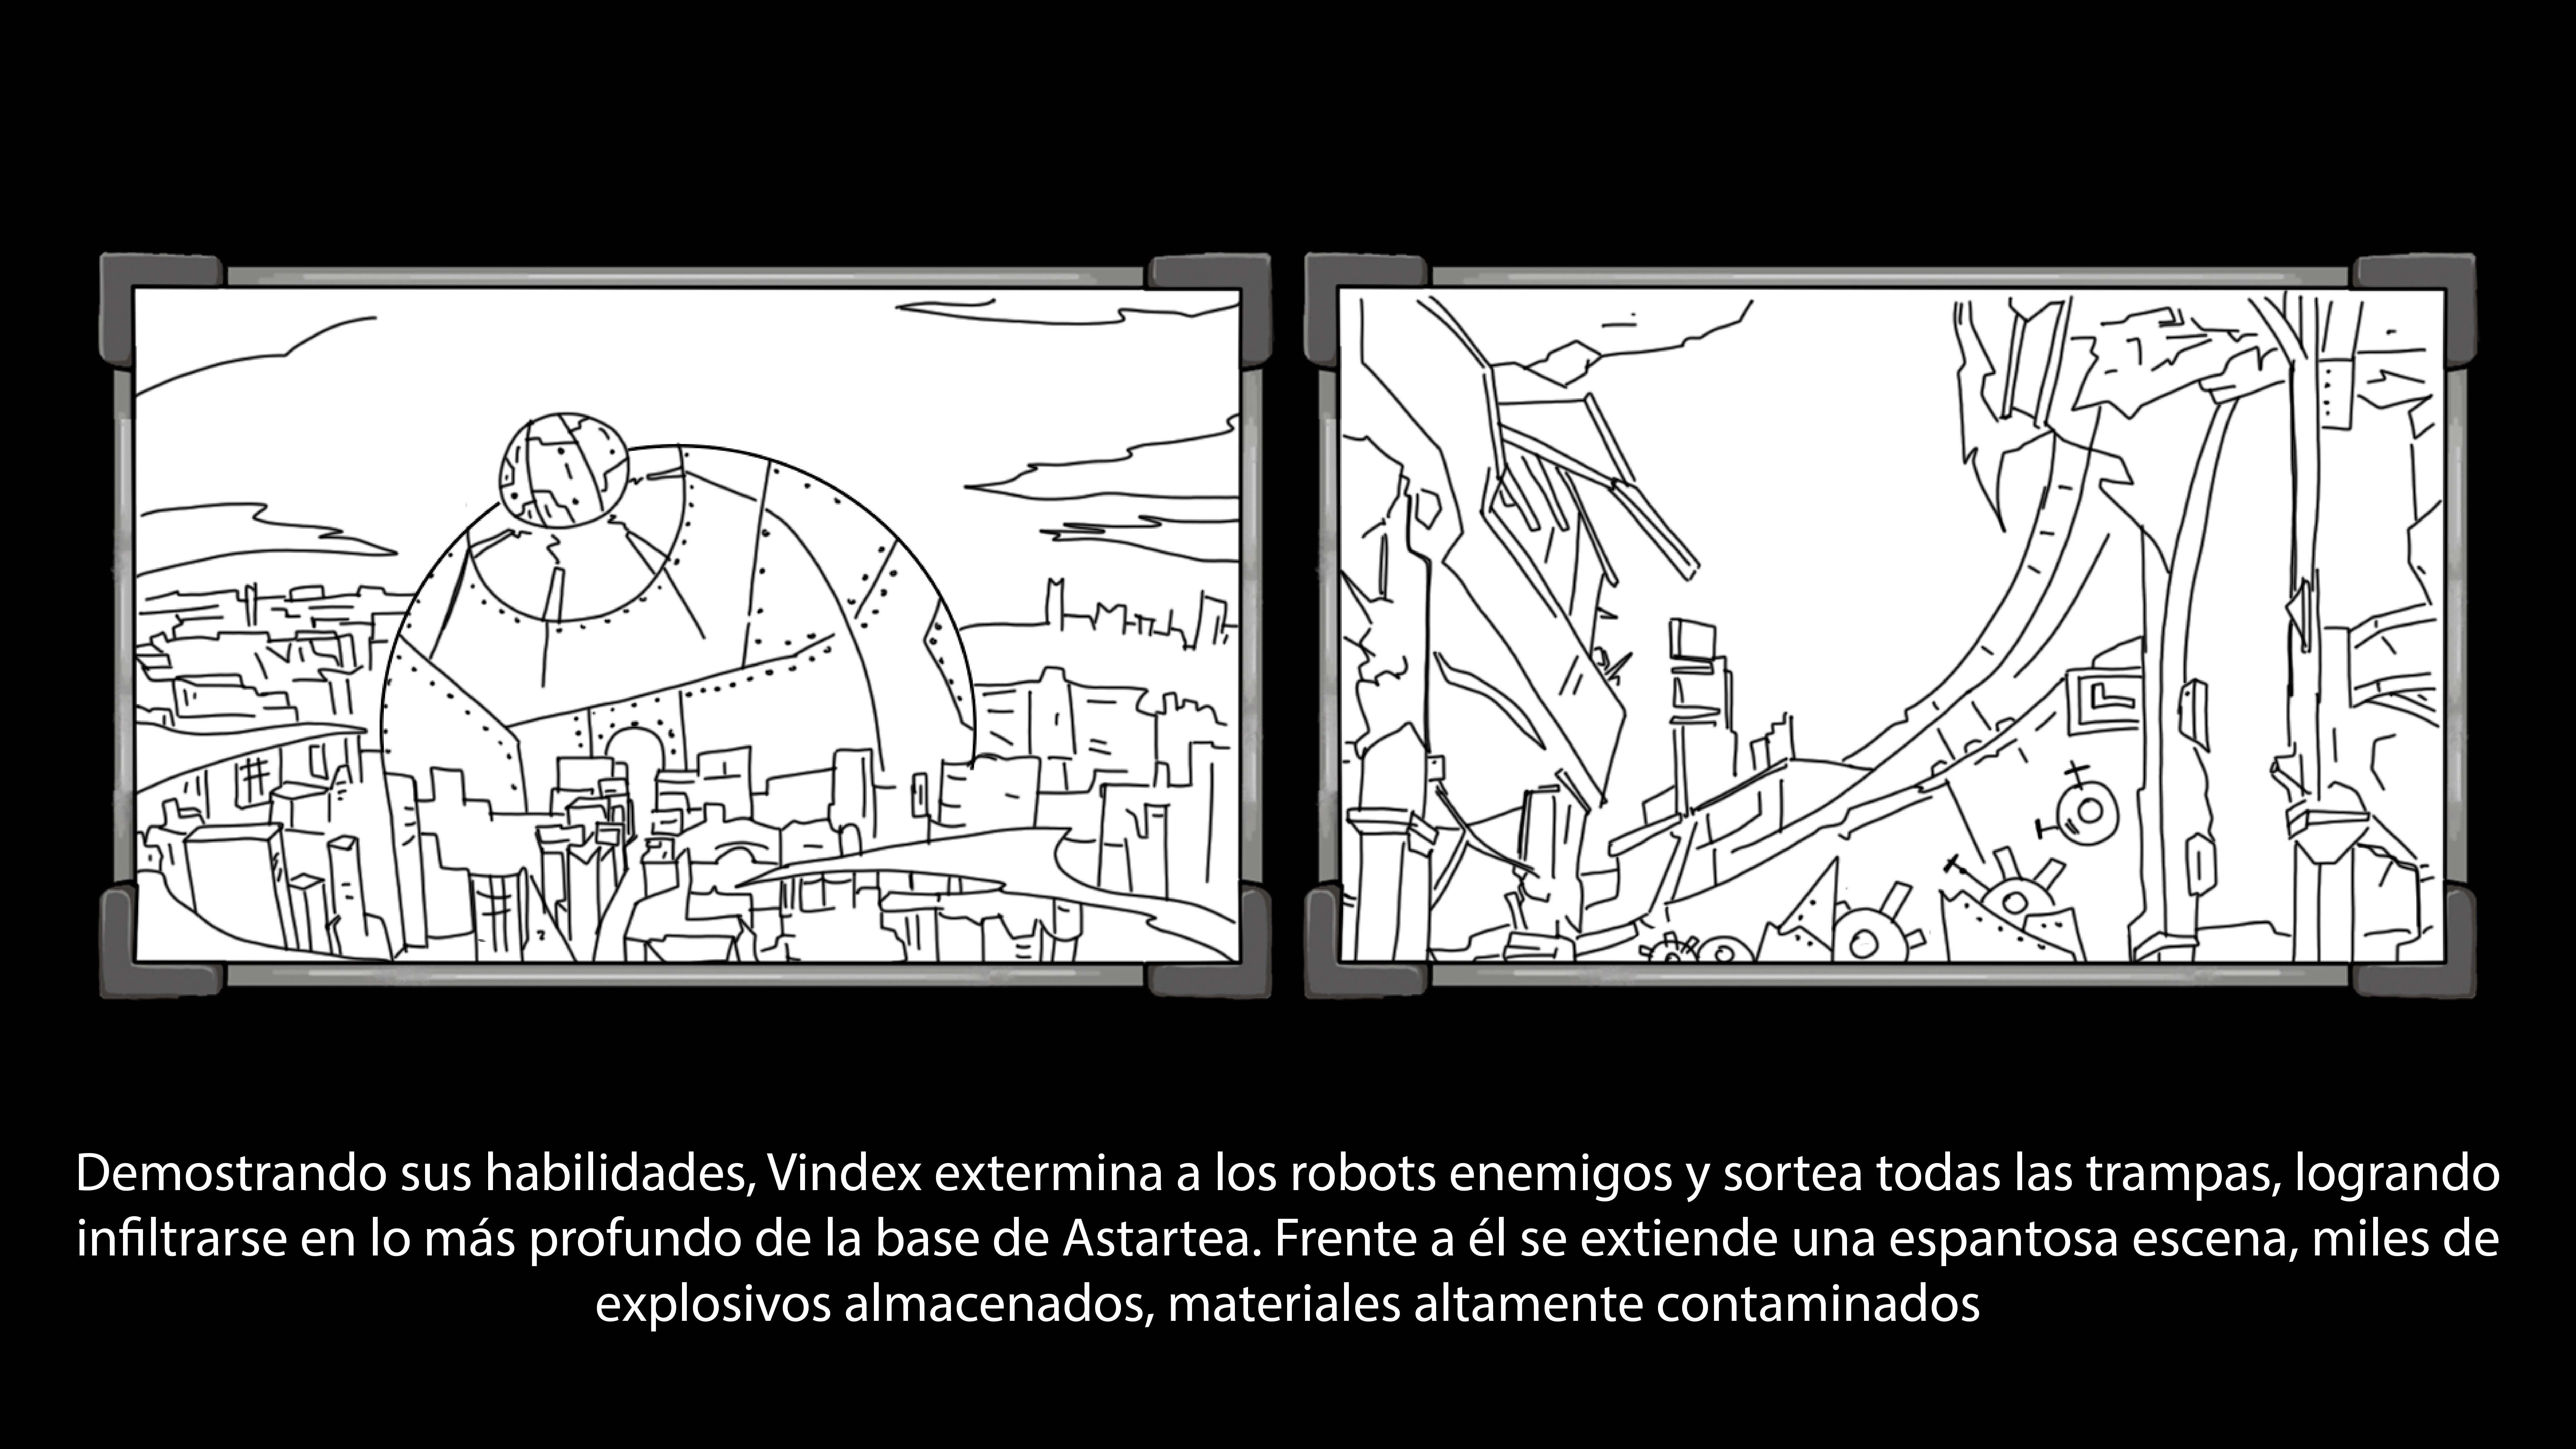 Demostrando sus habilidades, Vindex extermina a los robots enemigos y sortea todas las trampas, logrando
infiltrarse en lo más profundo de la base de Astartea. Frente a él se extiende una espantosa escena, miles de
explosivos almacenados, materiales altamente contaminados